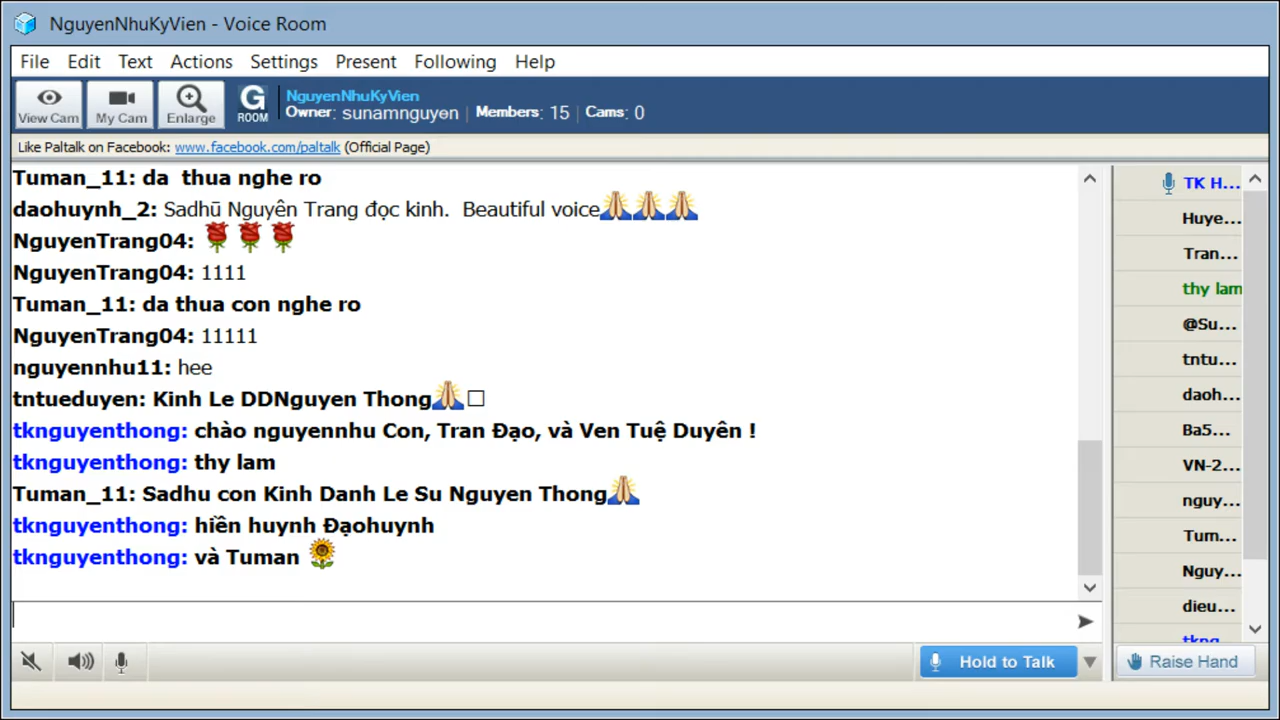 NguyenNhuKyVien - Voice Room
File Edit Text Actions Settings Present Following Help
View Cam My Cam Enlarge G ROOM
NguyenNhuKyVien
Owner: sunamnguyen Members: 15 Cams: 0
Like Paltalk on Facebook: www.facebook.com/paltalk (Official Page)
Tuman_11: da thua nghe ro
daohuynh_2: Sadhū Nguyên Trang đọc kinh. Beautiful voice🙏🙏🙏
NguyenTrang04: 🌹🌹🌹
NguyenTrang04: 1111
Tuman_11: da thua con nghe ro
NguyenTrang04: 11111
nguyennhu11: hee
tntueduyen: Kinh Le DDNguyen Thong🙏□
tknguyenthong: chào nguyennhu Con, Tran Đạo, và Ven Tuệ Duyên !
tknguyenthong: thy lam
Tuman_11: Sadhu con Kinh Danh Le Su Nguyen Thong🙏
tknguyenthong: hiền huynh Đạohuynh
tknguyenthong: và Tuman 🌻
TK H...
Huye...
Tran...
thy lam
@Su...
tntu...
daoh...
Ba5...
VN-2...
nguy...
Tum...
Nguy...
dieu...
tkng
Hold to Talk
Raise Hand